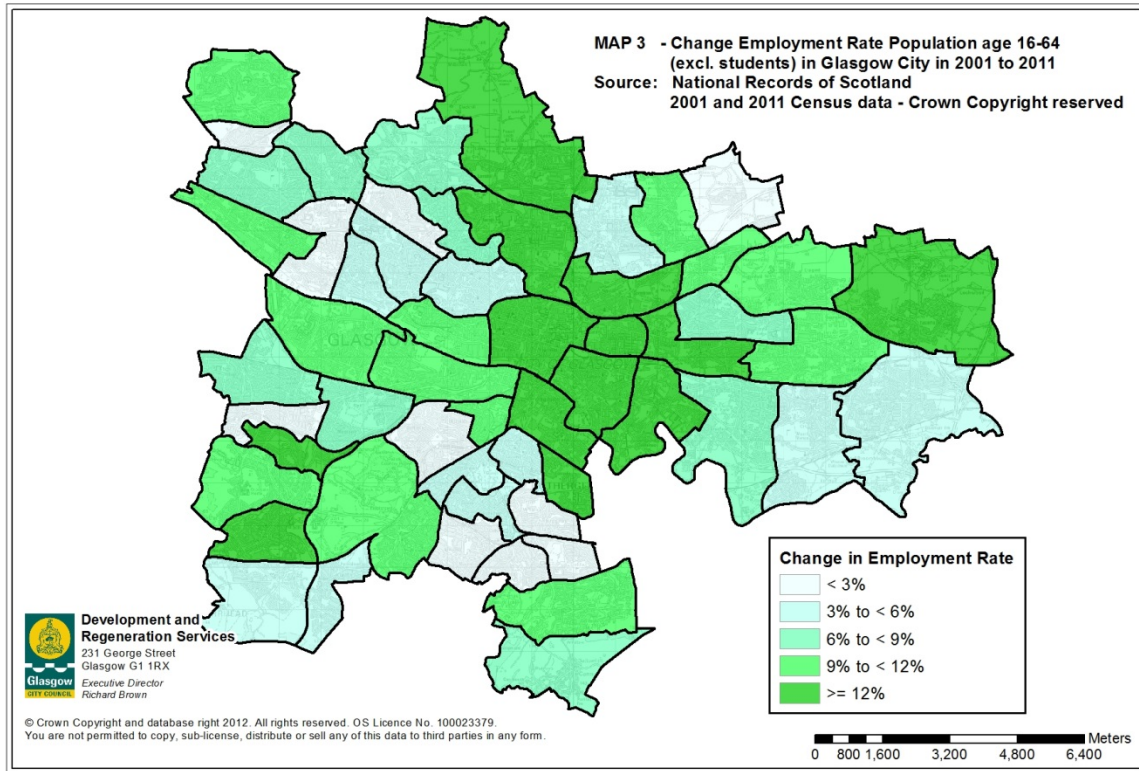 MAP 3 - Change Employment Rate Population age 16-64
(excl. students) in Glasgow City in 2001 to 2011
Source: National Records of Scotland
2001 and 2011 Census data - Crown Copyright reserved
GLASGOW
Change in Employment Rate
< 3%
3% to < 6%
6% to < 9%
9% to < 12%
>= 12%
Development and
Regeneration Services
231 George Street
Glasgow G1 1RX
Executive Director
Richard Brown
Glasgow
CITY COUNCIL
© Crown Copyright and database right 2012. All rights reserved. OS Licence No. 100023379.
You are not permitted to copy, sub-license, distribute or sell any of this data to third parties in any form.
Meters
0 800 1,600 3,200 4,800 6,400